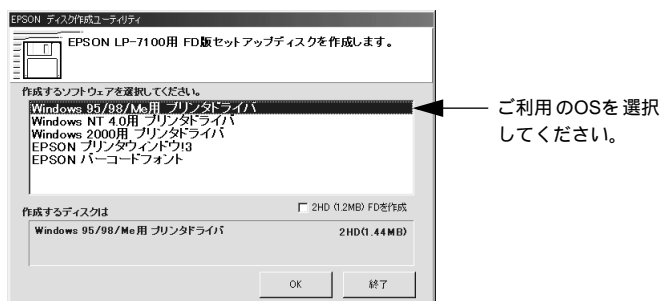 EPSON ディスク作成ユーティリティ
EPSON LP-7100用 FD版セットアップディスクを作成します。
作成するソフトウェアを選択してください。
Windows 95/98/Me用 プリンタドライバ
Windows NT 4.0用 プリンタドライバ
Windows 2000用 プリンタドライバ
EPSON プリンタウィンドウ!3
EPSON バーコードフォント
ご利用のOSを選択
してください。
作成するディスクは
2HD (1.2MB) FDを作成
Windows 95/98/Me用 プリンタドライバ
2HD(1.44MB)
OK
終了